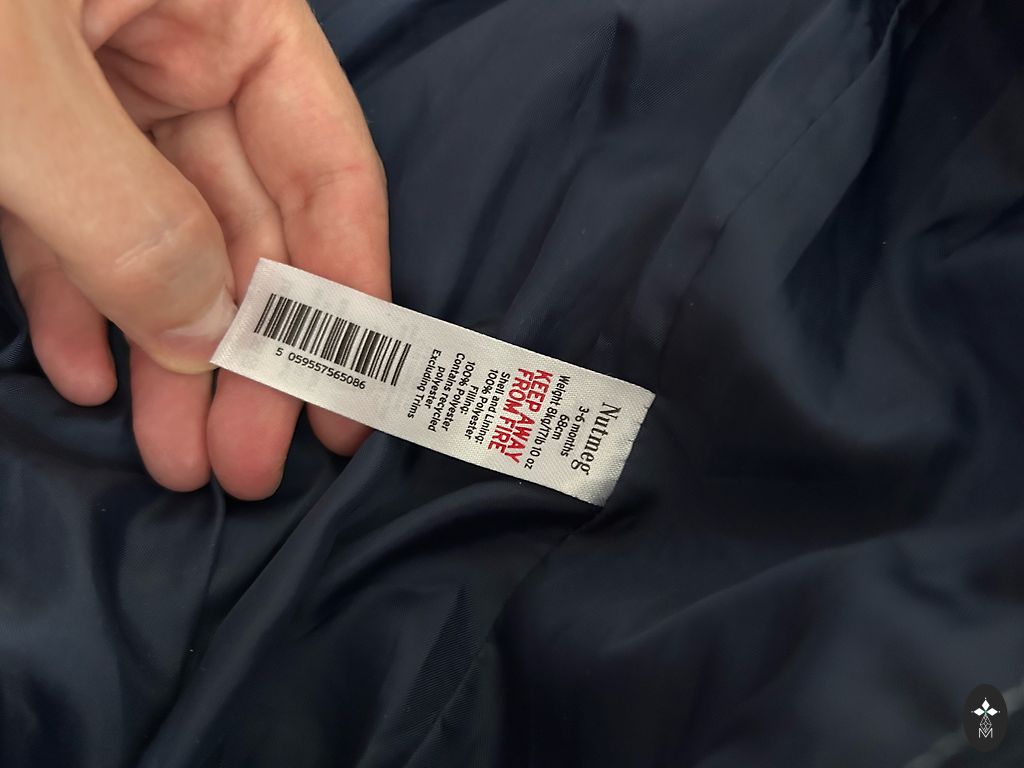 Nutmeg
3-6 months
68cm
Weight 8kg/17lb 10 oz
KEEP AWAY
FROM FIRE
Shell and Lining:
100% Polyester
Filling:
100% Polyester
Contains recycled
polyester
Excluding Trims
5 059557565086
M